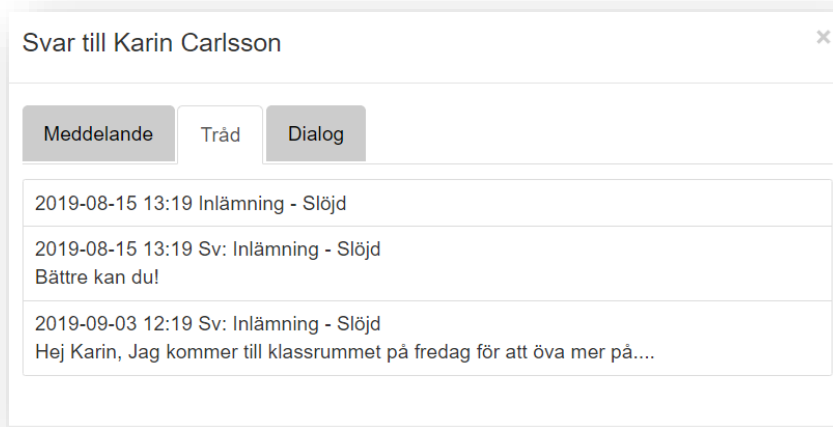 Svar till Karin Carlsson
×
Meddelande
Tråd
Dialog
2019-08-15 13:19 Inlämning - Slöjd
2019-08-15 13:19 Sv: Inlämning - Slöjd
Bättre kan du!
2019-09-03 12:19 Sv: Inlämning - Slöjd
Hej Karin, Jag kommer till klassrummet på fredag för att öva mer på....